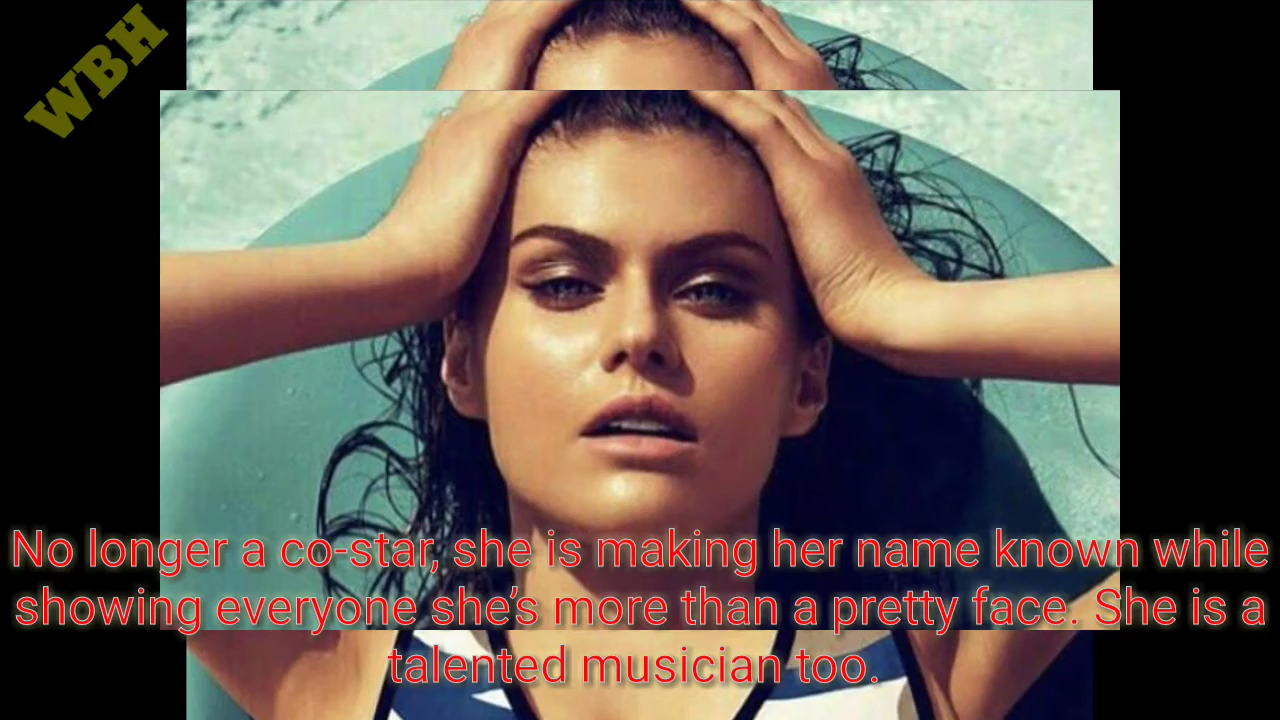 WBH
No longer a co-star, she is making her name known while
showing everyone she’s more than a pretty face. She is a
talented musician too.